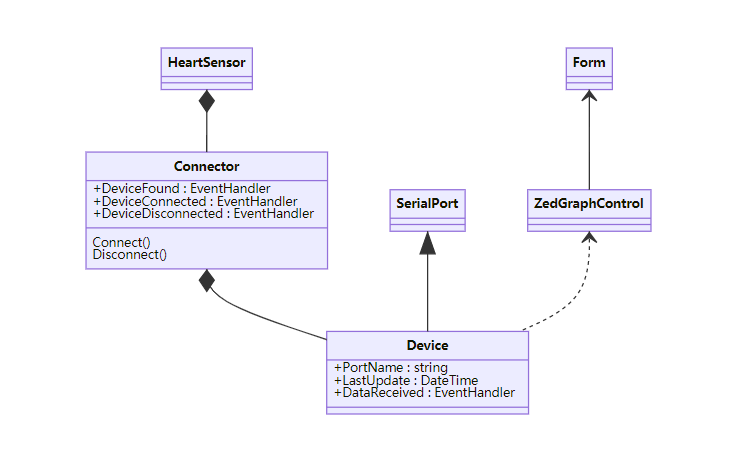 HeartSensor
Form
Connector
+DeviceFound : EventHandler
+DeviceConnected : EventHandler
+DeviceDisconnected : EventHandler
Connect()
Disconnect()
SerialPort
ZedGraphControl
Device
+PortName : string
+LastUpdate : DateTime
+DataReceived : EventHandler